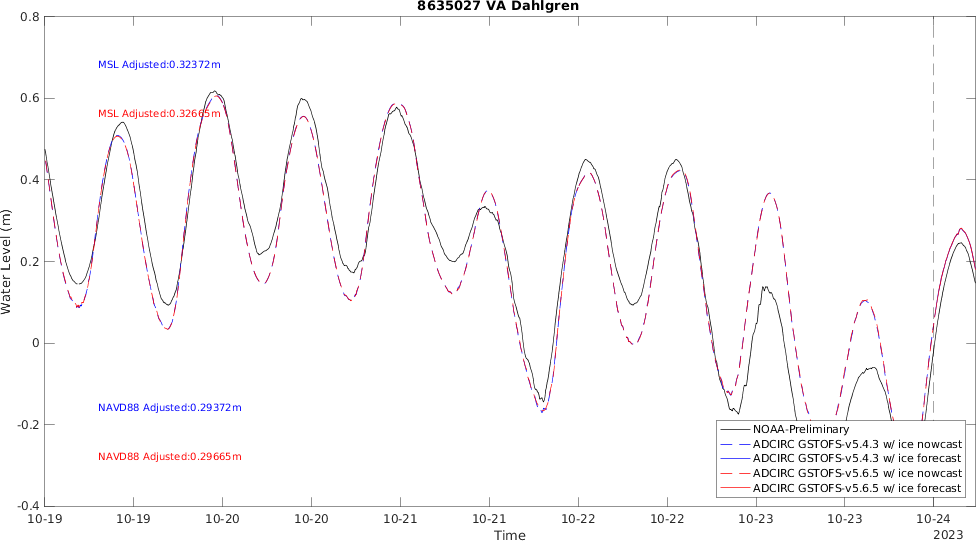 8635027 VA Dahlgren
0.8
0.6
0.4
0.2
0
-0.2
-0.4
Water Level (m)
MSL Adjusted:0.32372m
MSL Adjusted:0.32665m
NAVD88 Adjusted:0.29372m
NAVD88 Adjusted:0.29665m
NOAA-Preliminary
ADCIRC GSTOFS-v5.4.3 w/ ice nowcast
ADCIRC GSTOFS-v5.4.3 w/ ice forecast
ADCIRC GSTOFS-v5.6.5 w/ ice nowcast
ADCIRC GSTOFS-v5.6.5 w/ ice forecast
10-19 10-19 10-20 10-20 10-21 10-21 10-22 10-22 10-23 10-23 10-24
Time
2023